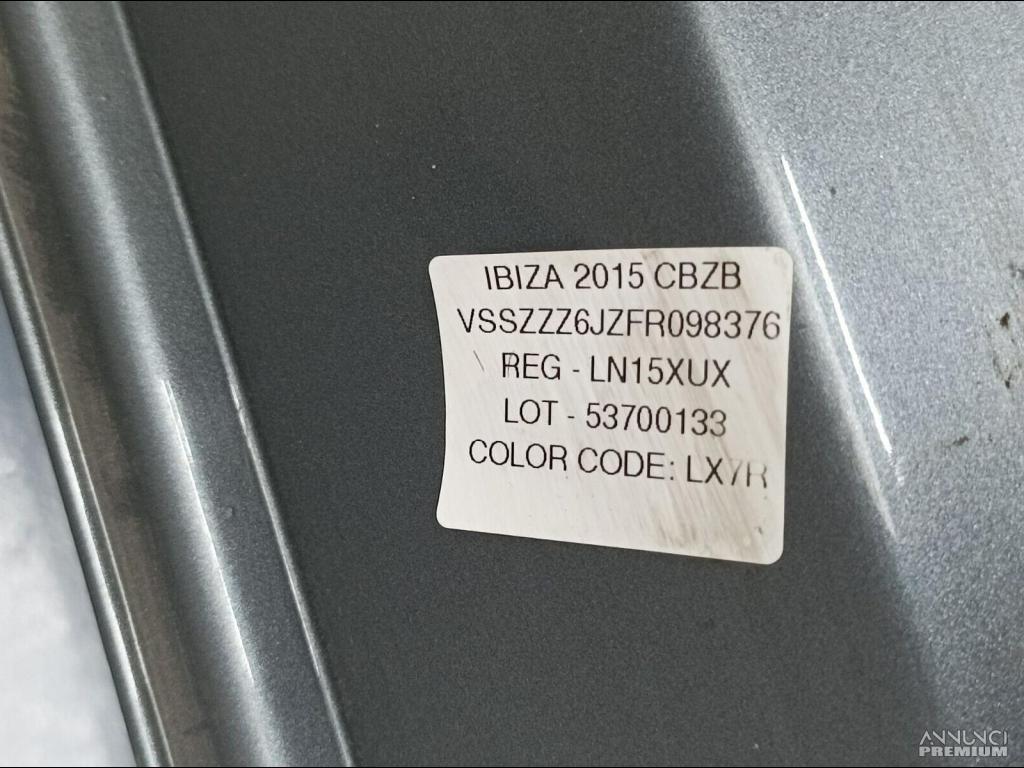 IBIZA 2015 CBZB
VSSZZZ6JZFR098376
REG - LN15XUX
LOT - 53700133
COLOR CODE: LX7R
ANNUNCI
PREMIUM